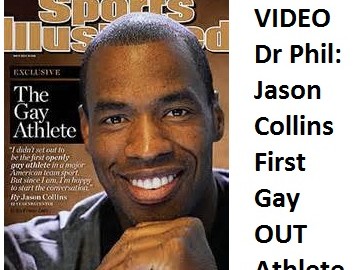 Sports
Illustrated
EXCLUSIVE
The
Gay
Athlete
"I didn't set out to
be the first openly
gay athlete in a major
American team sport.
But since I am, I'm happy
to start the conversation."
By Jason Collins
VIDEO
Dr Phil:
Jason
Collins
First
Gay
OUT
Athlete